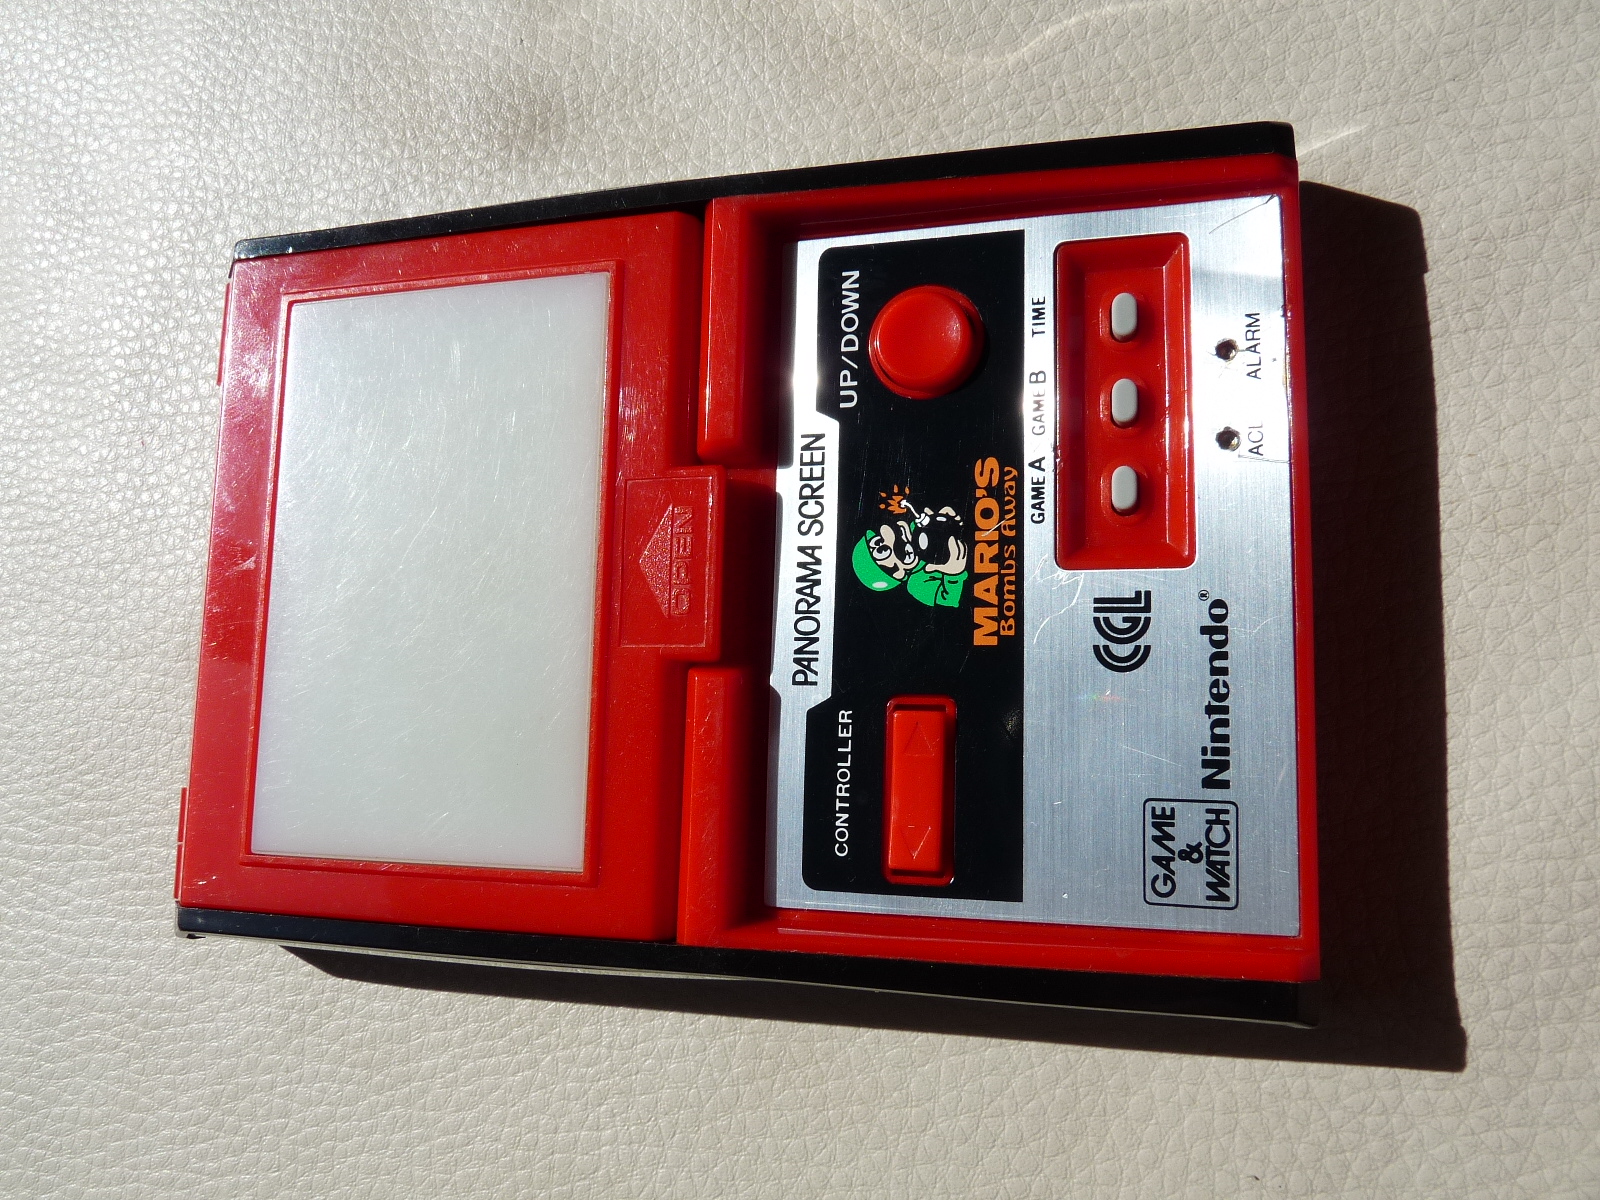 OPEN
PANORAMA SCREEN
CONTROLLER
UP/DOWN
MARIO'S
Bombs Away
GAME A GAME B TIME
CGL
GAME
&
WATCH
Nintendo®
ACL ALARM